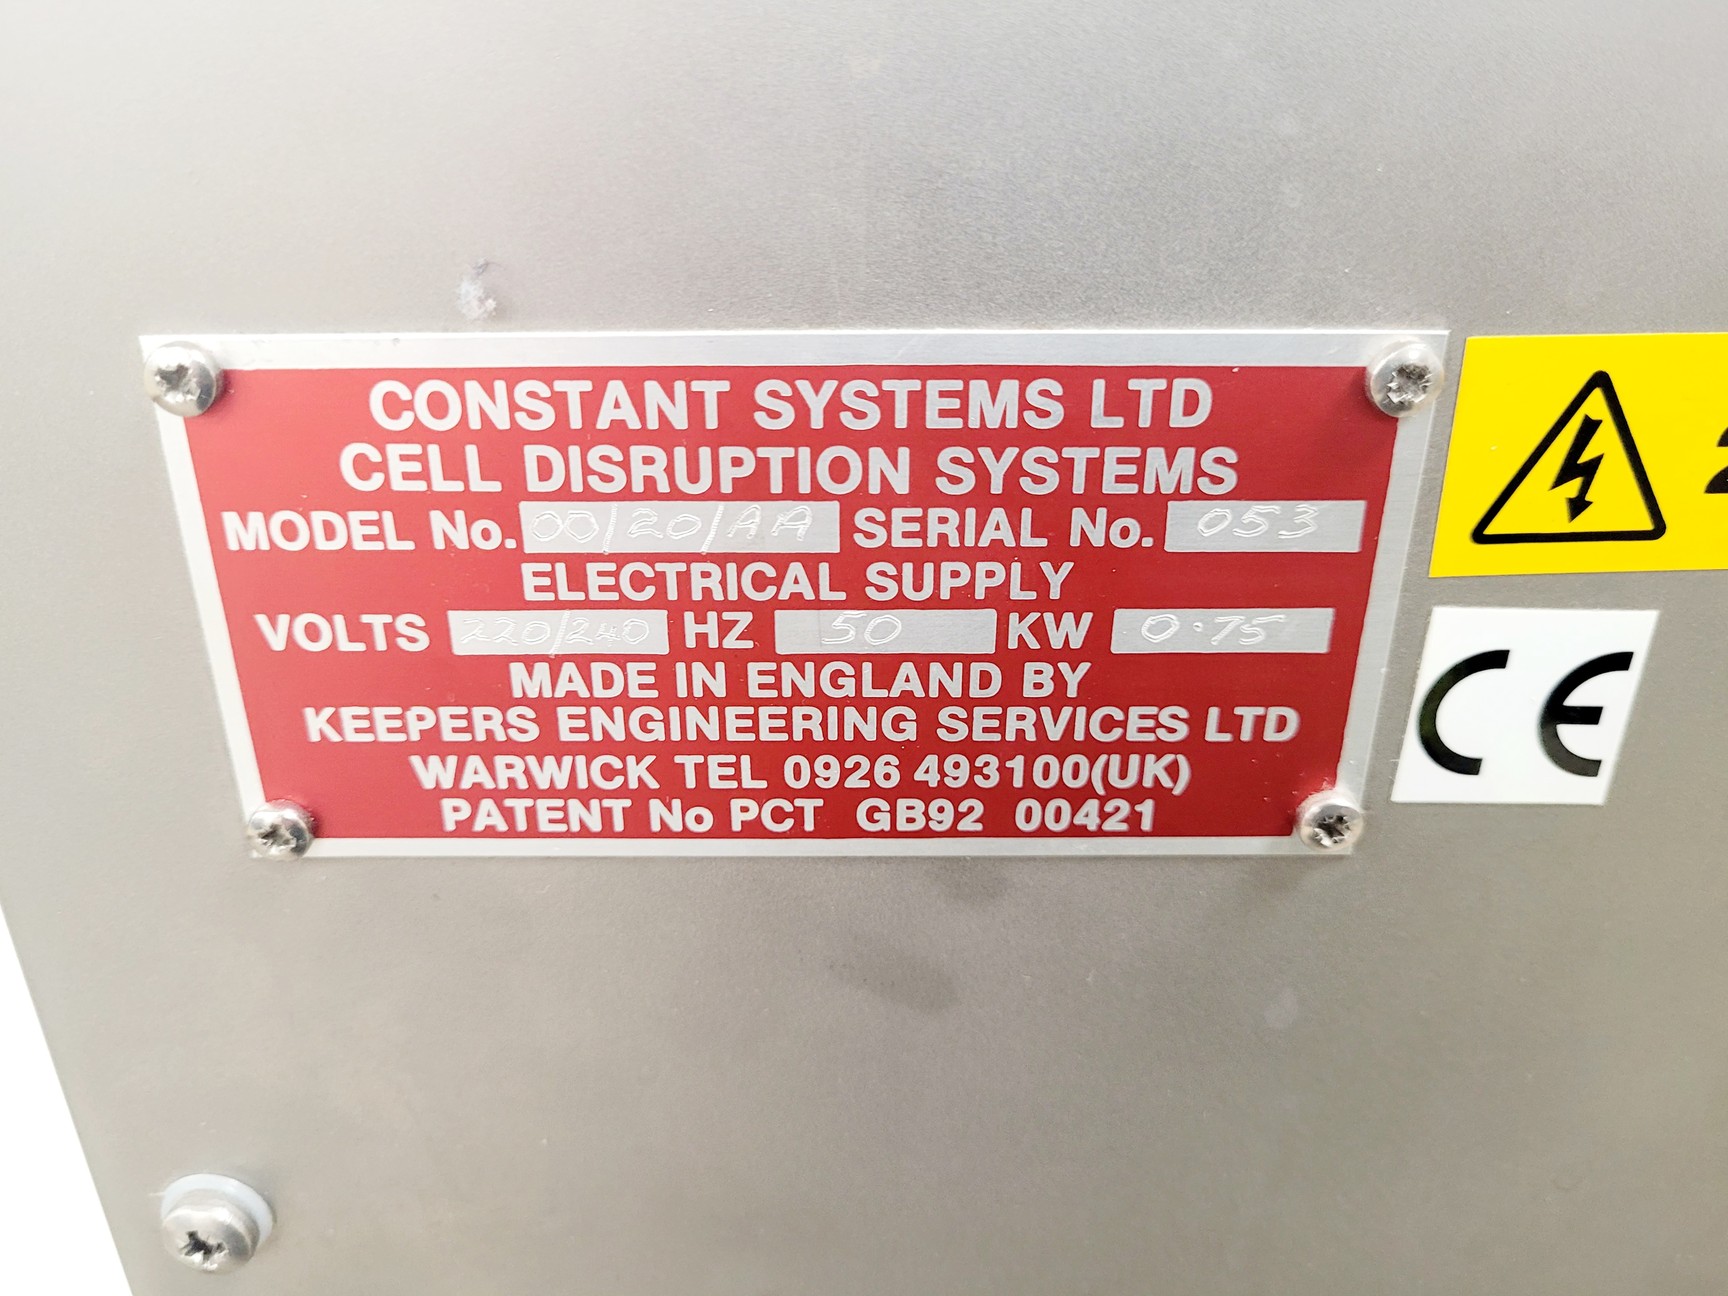 CONSTANT SYSTEMS LTD
CELL DISRUPTION SYSTEMS
MODEL No. 00/20/AA SERIAL No. 053
ELECTRICAL SUPPLY
VOLTS 220/240 HZ 50 KW 0.75
MADE IN ENGLAND BY
KEEPERS ENGINEERING SERVICES LTD
WARWICK TEL 0926 493100(UK)
PATENT No PCT GB92 00421
CE